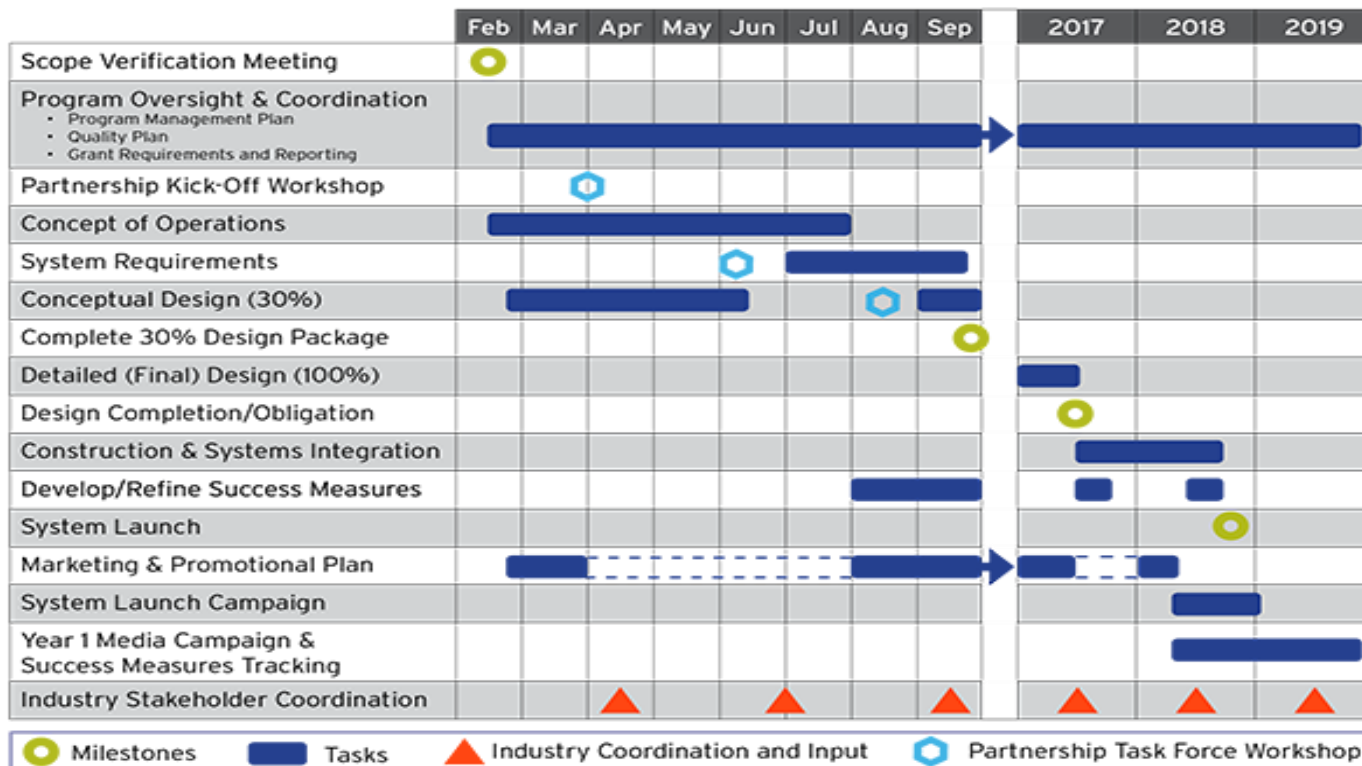 Feb Mar Apr May Jun Jul Aug Sep 2017 2018 2019
Scope Verification Meeting
Program Oversight & Coordination
· Program Management Plan
· Quality Plan
· Grant Requirements and Reporting
Partnership Kick-Off Workshop
Concept of Operations
System Requirements
Conceptual Design (30%)
Complete 30% Design Package
Detailed (Final) Design (100%)
Design Completion/Obligation
Construction & Systems Integration
Develop/Refine Success Measures
System Launch
Marketing & Promotional Plan
System Launch Campaign
Year 1 Media Campaign &
Success Measures Tracking
Industry Stakeholder Coordination
Milestones Tasks Industry Coordination and Input Partnership Task Force Workshop